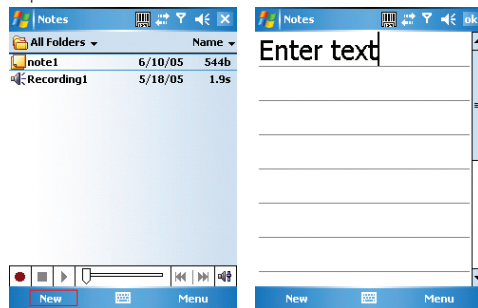 Notes
All Folders Name
note1 6/10/05 544b
Recording1 5/18/05 1.9s
New Menu
Notes ok
Enter text
New Menu